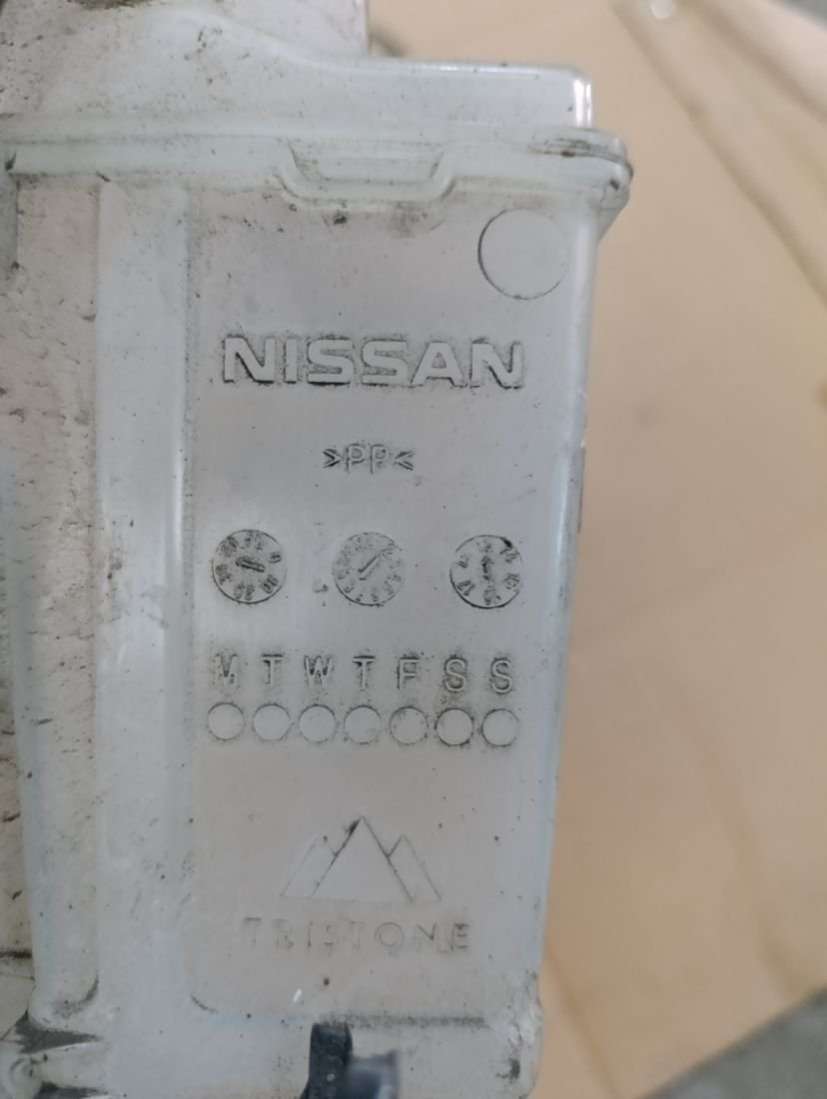 NISSAN
>PP<
M T W T F S S
TRISTONE